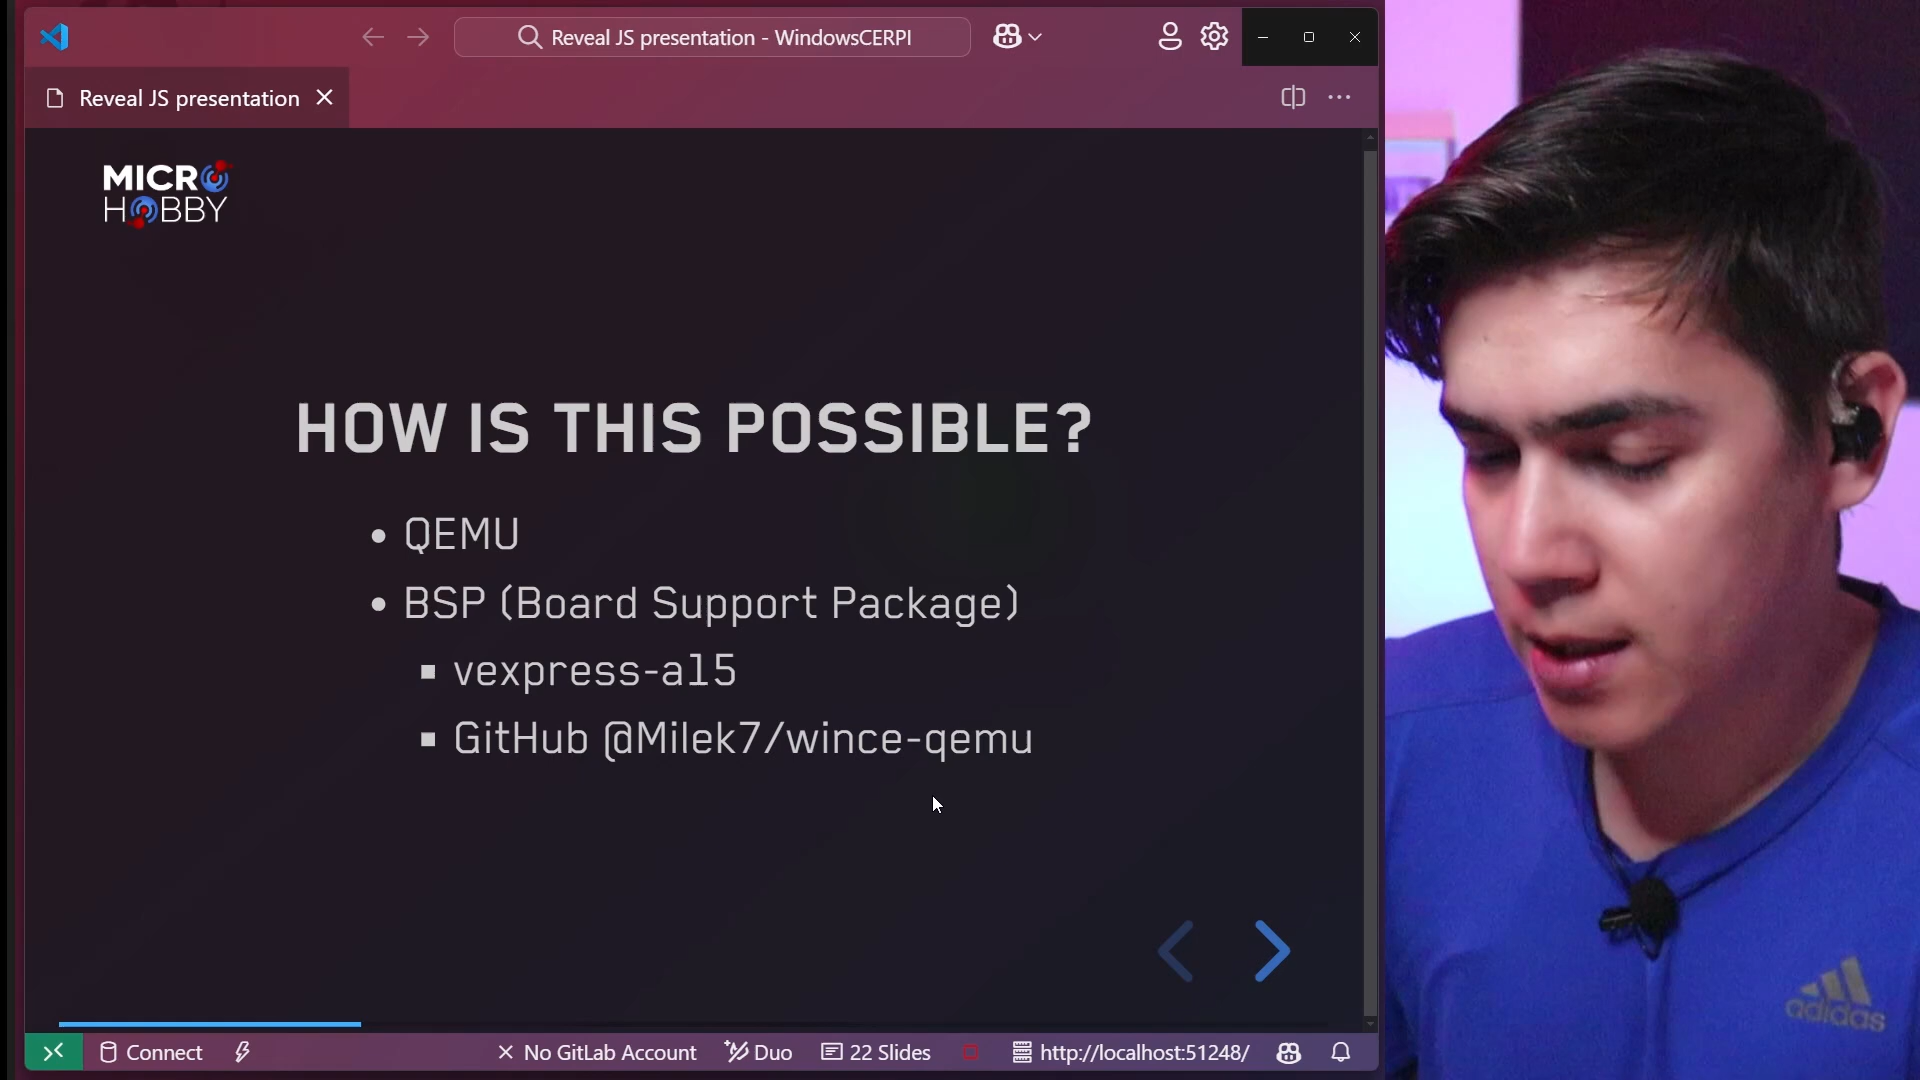 Reveal JS presentation - WindowsCERPI
Reveal JS presentation
MICRO
HOBBY
HOW IS THIS POSSIBLE?
QEMU
BSP (Board Support Package)
vexpress-a15
GitHub @Milek7/wince-qemu
Connect
No GitLab Account
Duo
22 Slides
http://localhost:51248/
adidas